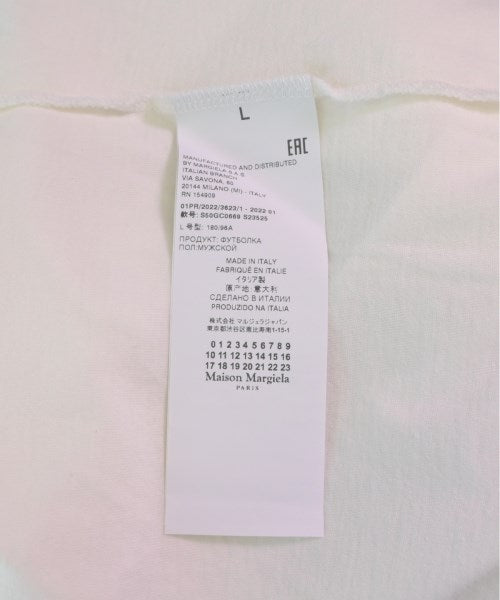 L
EAC
MANUFACTURED AND DISTRIBUTED
BY MARGIELA S.A.S.
ITALIAN BRANCH
VIA SAVONA, 60
20144 MILANO (MI) - ITALY
RN 154909
01PR/2022/3623/1 - 2022 01
款号: S50GC0669 S23525
L 号型: 180/96A
ПРОДУКТ: ФУТБОЛКА
ПОЛ:МУЖСКОЙ
MADE IN ITALY
FABRIQUÉ EN ITALIE
イタリア製
原产地: 意大利
СДЕЛАНО В ИТАЛИИ
PRODUZIDO NA ITALIA
株式会社 マルジェラジャパン
東京都渋谷区恵比寿南1-15-1
0 1 2 3 4 5 6 7 8 9
10 11 12 13 14 15 16
17 18 19 20 21 22 23
Maison Margiela
PARIS